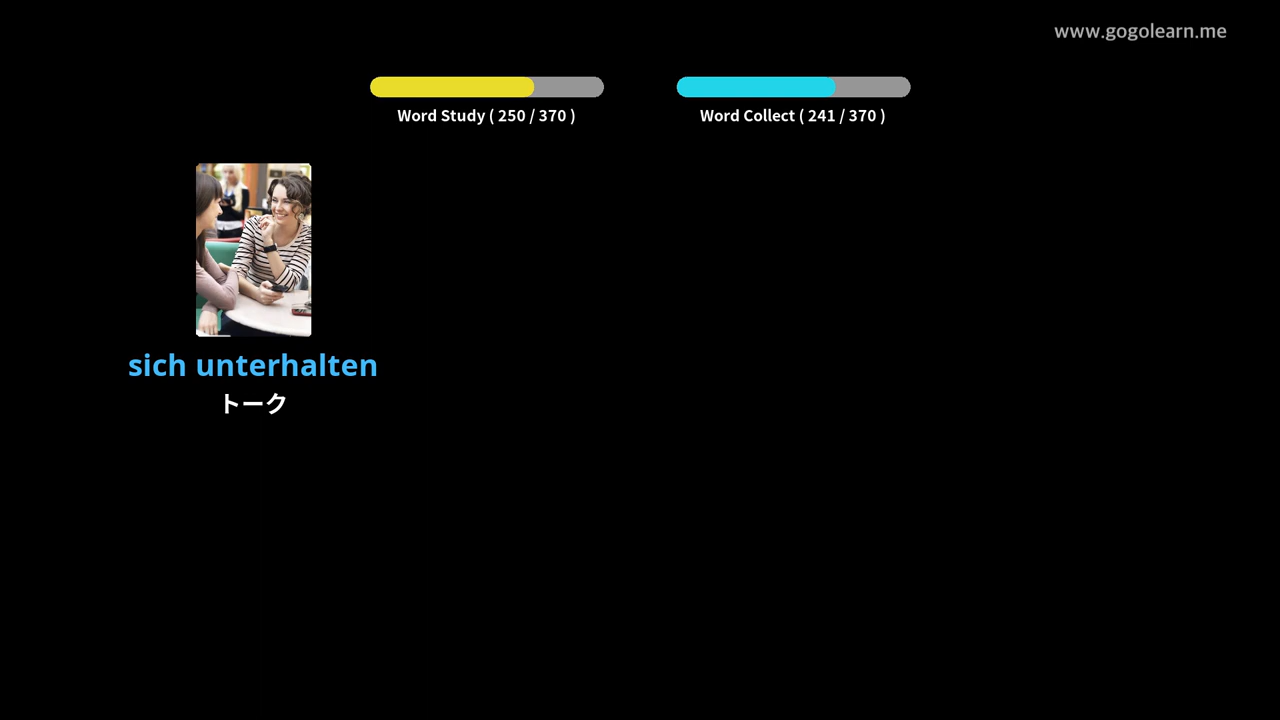 www.gogolearn.me
Word Study ( 250 / 370 )
Word Collect ( 241 / 370 )
sich unterhalten
トーク